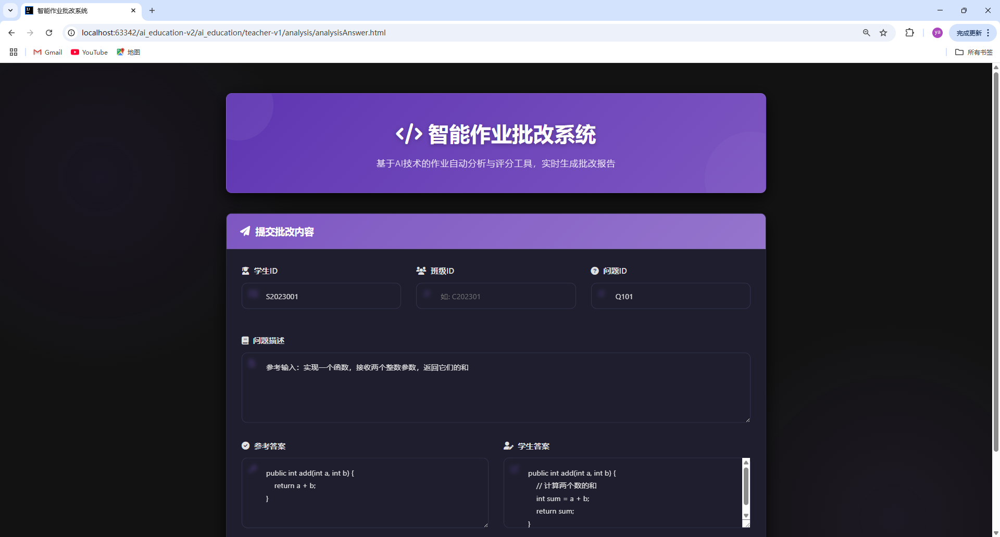 智能作业批改系统
localhost:63342/ai_education-v2/ai_education/teacher-v1/analysis/analysisAnswer.html
ya
完成更新
Gmail
YouTube
地图
所有书签
</> 智能作业批改系统
基于AI技术的作业自动分析与评分工具，实时生成批改报告
提交批改内容
学生ID
班级ID
问题ID
S2023001
如: C202301
Q101
问题描述
参考输入：实现一个函数，接收两个整数参数，返回它们的和
参考答案
学生答案
public int add(int a, int b) {
return a + b;
}
public int add(int a, int b) {
// 计算两个数的和
int sum = a + b;
return sum;
}